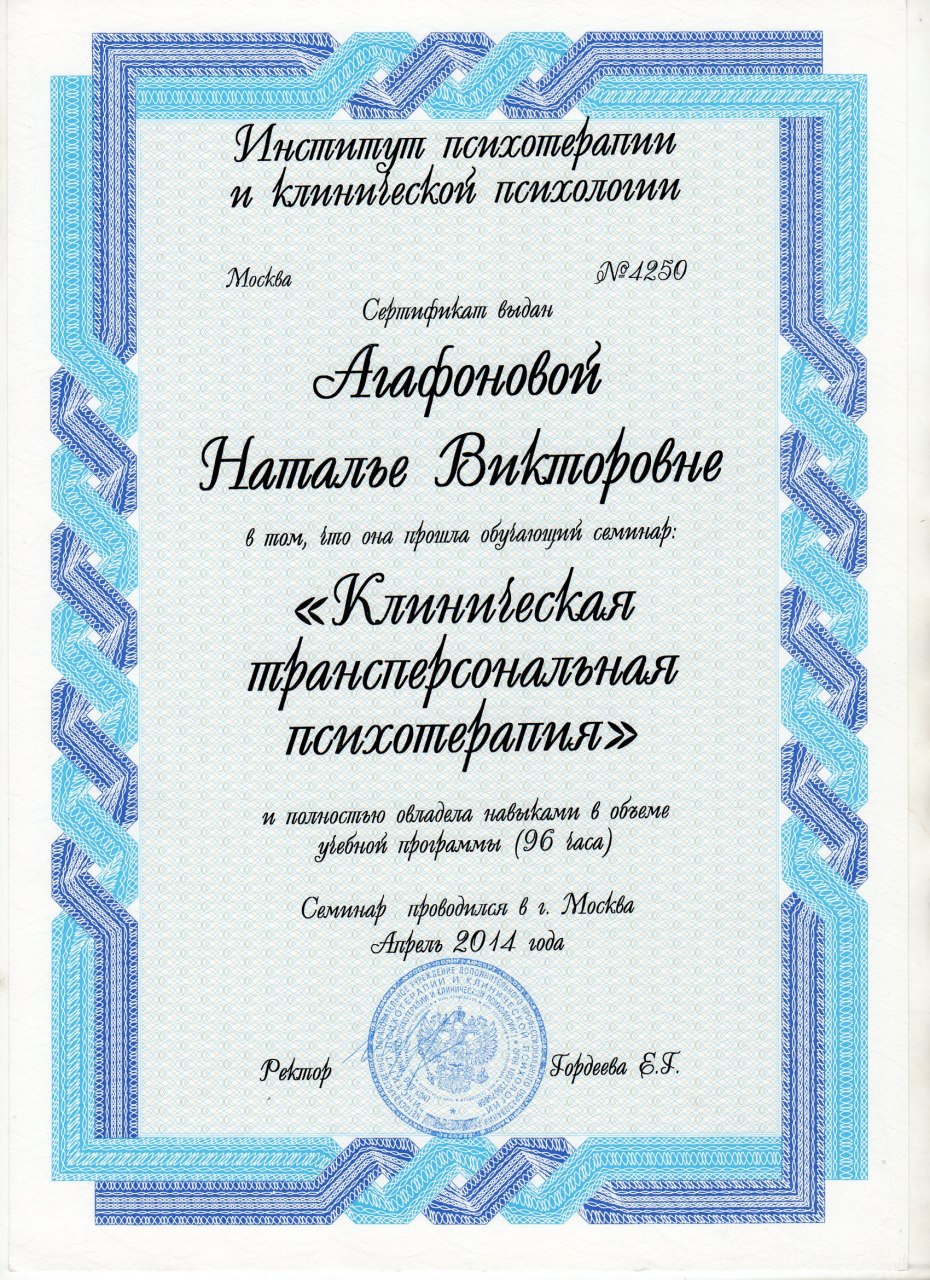 Институт психотерапии
и клинической психологии
Москва
№4250
Сертификат выдан
Агафоновой
Наталье Викторовне
в том, что она прошла обучающий семинар:
«Клиническая
трансперсональная
психотерапия»
и полностью овладела навыками в объеме
учебной программы (96 часа)
Семинар проводился в г. Москва
Апрель 2014 года
Ректор
Гордеева Е.Г.